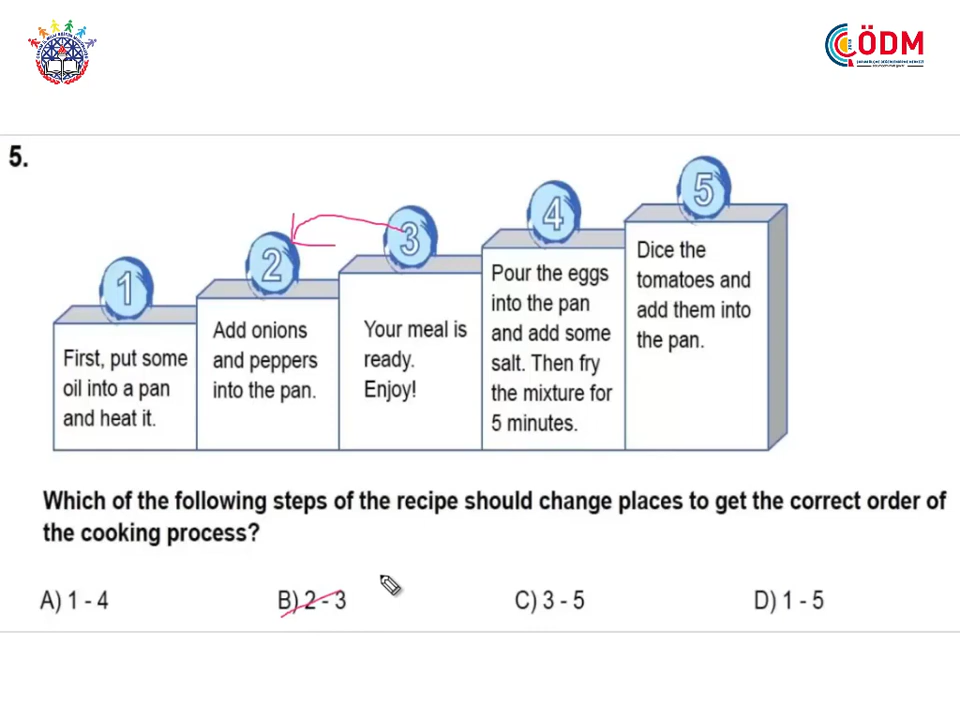 ÖDM
5.
1
First, put some
oil into a pan
and heat it.
2
Add onions
and peppers
into the pan.
3
Your meal is
ready.
Enjoy!
4
Pour the eggs
into the pan
and add some
salt. Then fry
the mixture for
5 minutes.
5
Dice the
tomatoes and
add them into
the pan.
Which of the following steps of the recipe should change places to get the correct order of
the cooking process?
A) 1 - 4
B) 2 - 3
C) 3 - 5
D) 1 - 5